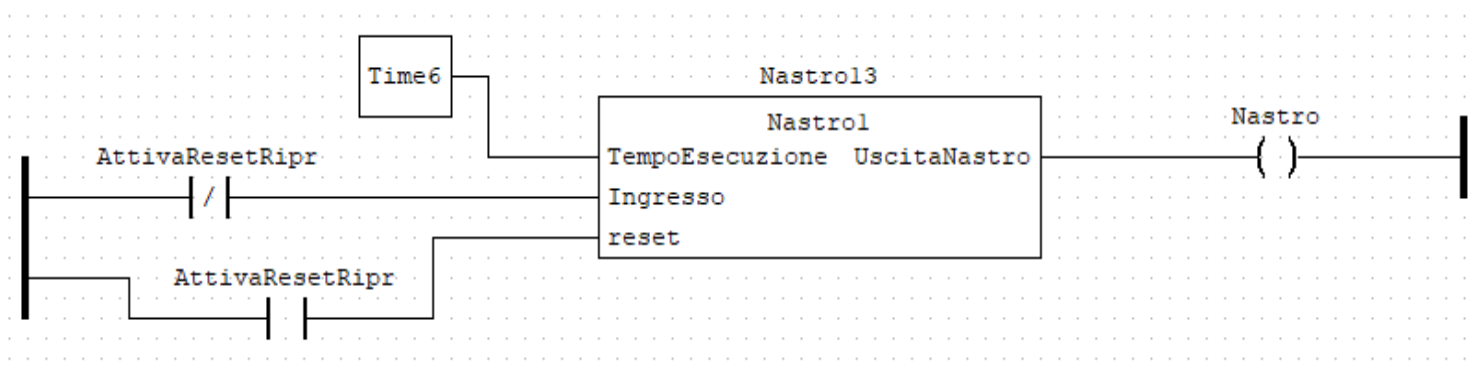 Time6
Nastro13
Nastro1
Nastro
AttivaResetRipr
TempoEsecuzione UscitaNastro
/
Ingresso
reset
AttivaResetRipr
( )